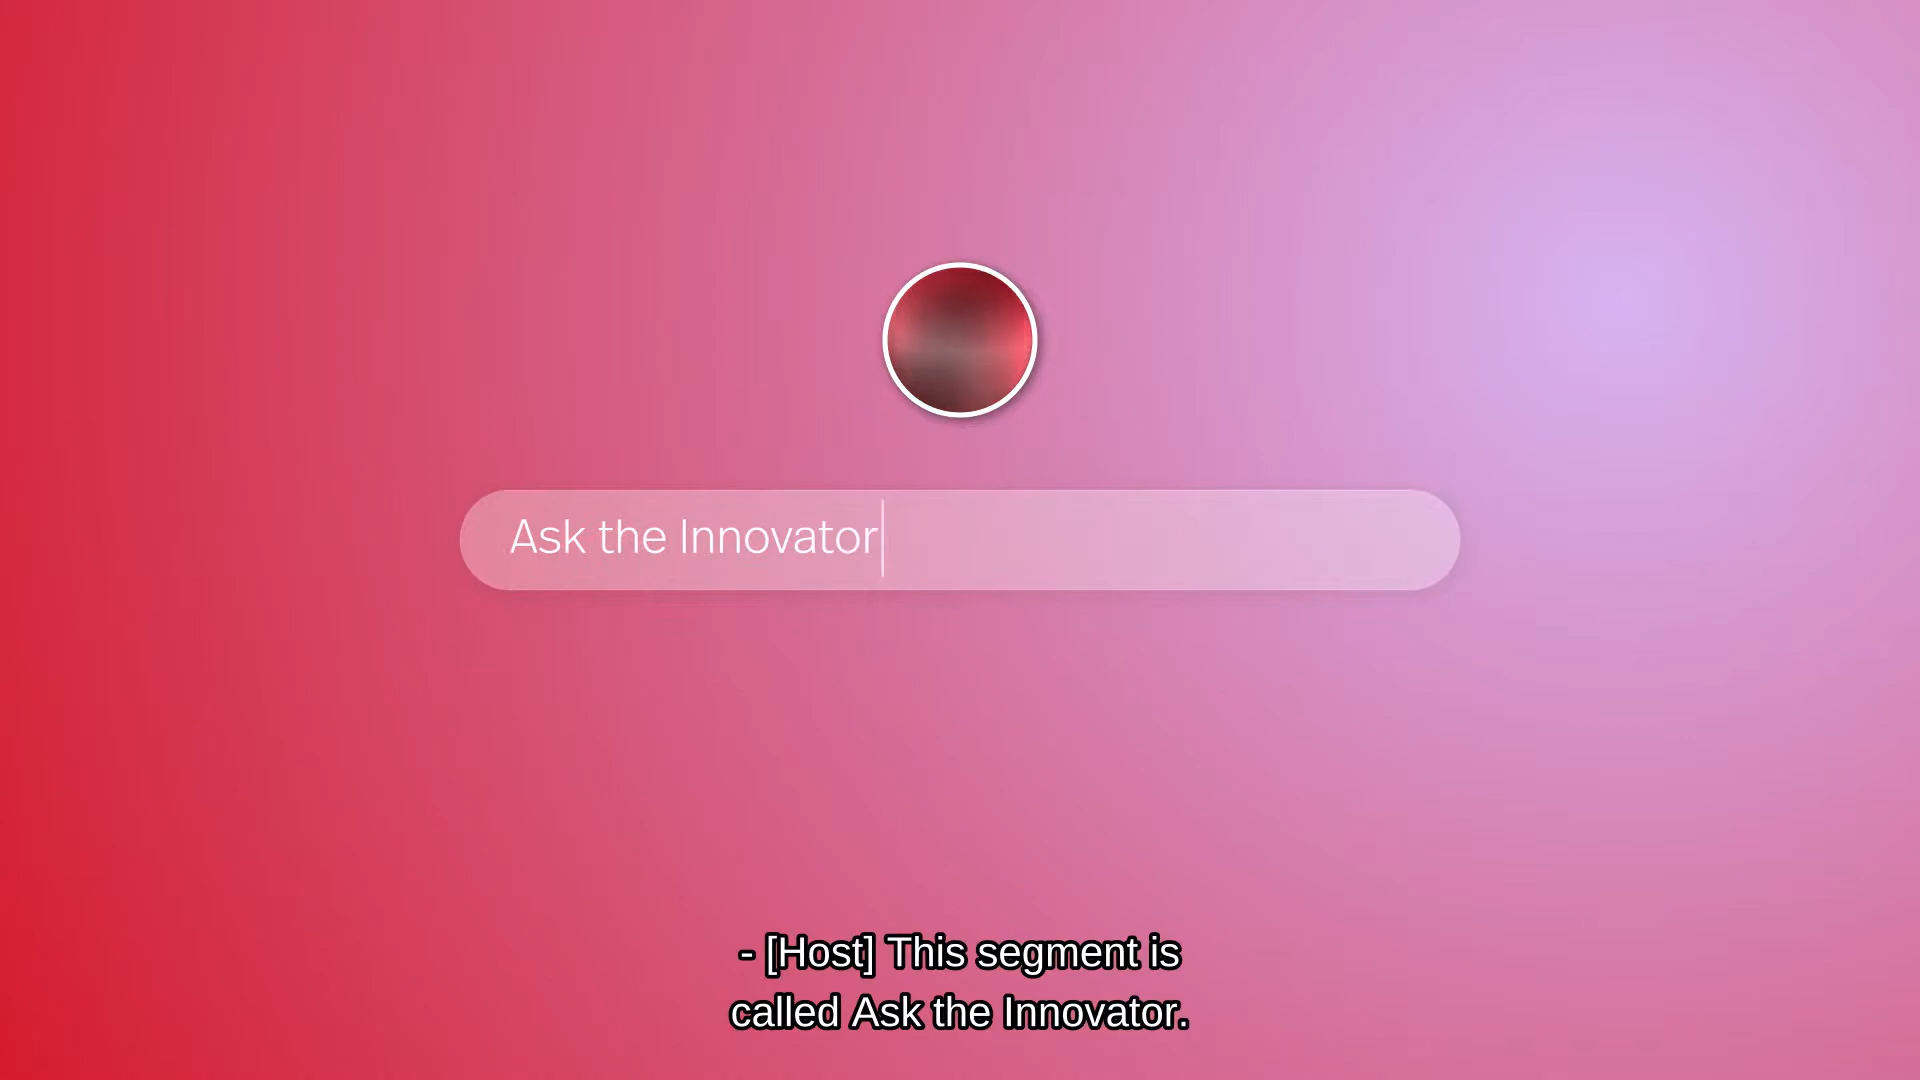 Ask the Innovator
- [Host] This segment is
called Ask the Innovator.